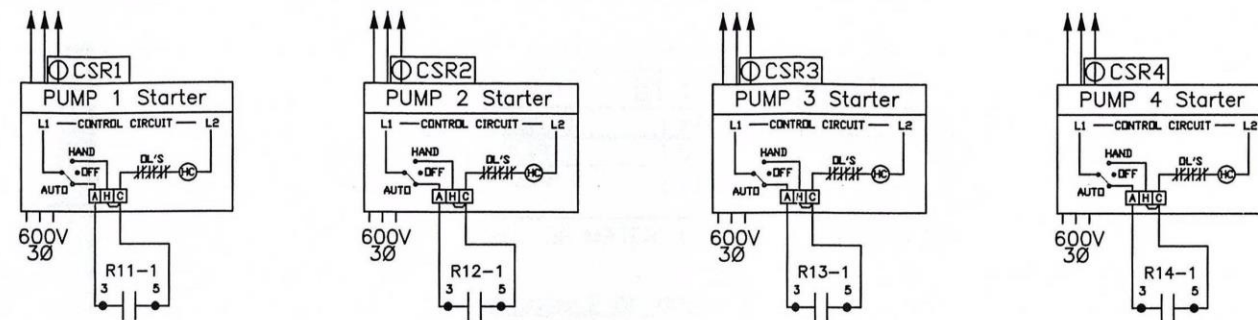 CSR1
PUMP 1 Starter
L1 CONTROL CIRCUIT L2
HAND
OFF
OL'S
AUTO
HC
A H C
600V
3Ø
R11-1
3 5
CSR2
PUMP 2 Starter
L1 CONTROL CIRCUIT L2
HAND
OFF
OL'S
AUTO
HC
A H C
600V
3Ø
R12-1
3 5
CSR3
PUMP 3 Starter
L1 CONTROL CIRCUIT L2
HAND
OFF
OL'S
AUTO
HC
A H C
600V
3Ø
R13-1
3 5
CSR4
PUMP 4 Starter
L1 CONTROL CIRCUIT L2
HAND
OFF
OL'S
AUTO
HC
A H C
600V
3Ø
R14-1
3 5